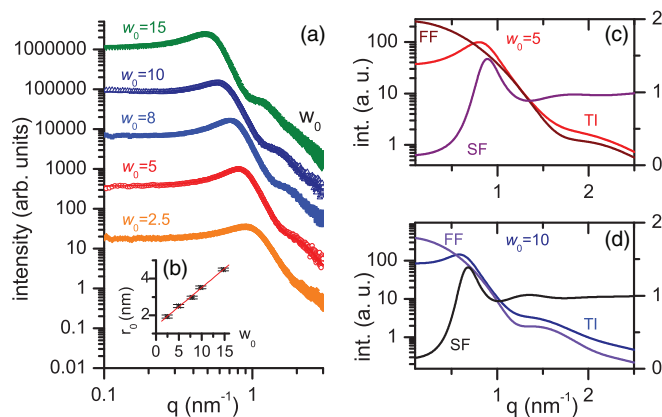 (a)
w₀=15
w₀=10
w₀=8
w₀=5
w₀=2.5
w₀
1000000
100000
10000
1000
100
10
1
0.1
0.01
0.1
1
q (nm⁻¹)
intensity (arb. units)
(b)
4
2
0
5
10
15
r₀ (nm)
w₀
(c)
FF
w₀=5
TI
SF
100
10
1
int. (a. u.)
2
1
0
1
2
(d)
FF
w₀=10
TI
SF
100
10
1
int. (a. u.)
2
1
0
1
2
q (nm⁻¹)